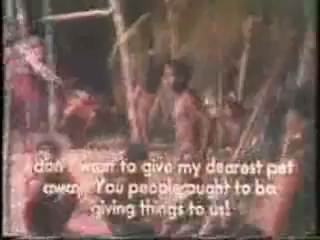 I don't want to give my dearest pet
away. You people ought to be
giving things to us!